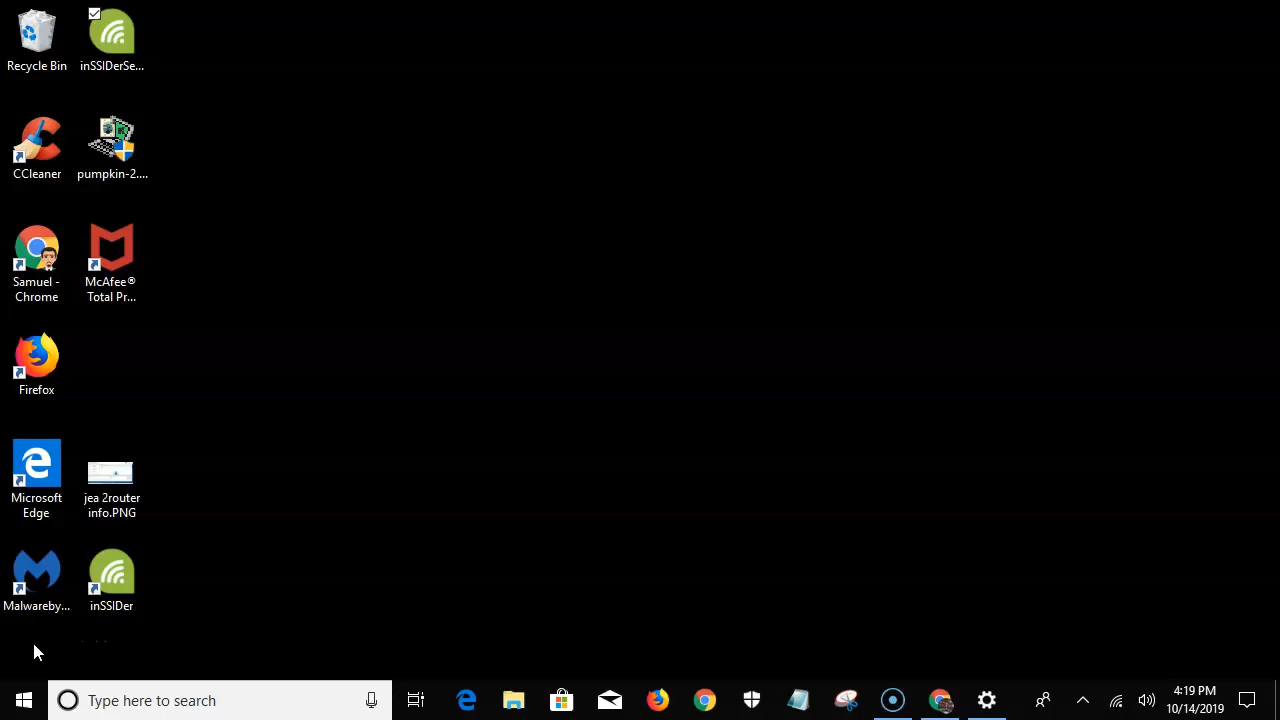 Recycle Bin
inSSIDerSe...
CCleaner
pumpkin-2....
Samuel -
Chrome
McAfee®
Total Pr...
Firefox
Microsoft
Edge
jea 2router
info.PNG
Malwareby...
inSSIDer
Type here to search
4:19 PM
10/14/2019